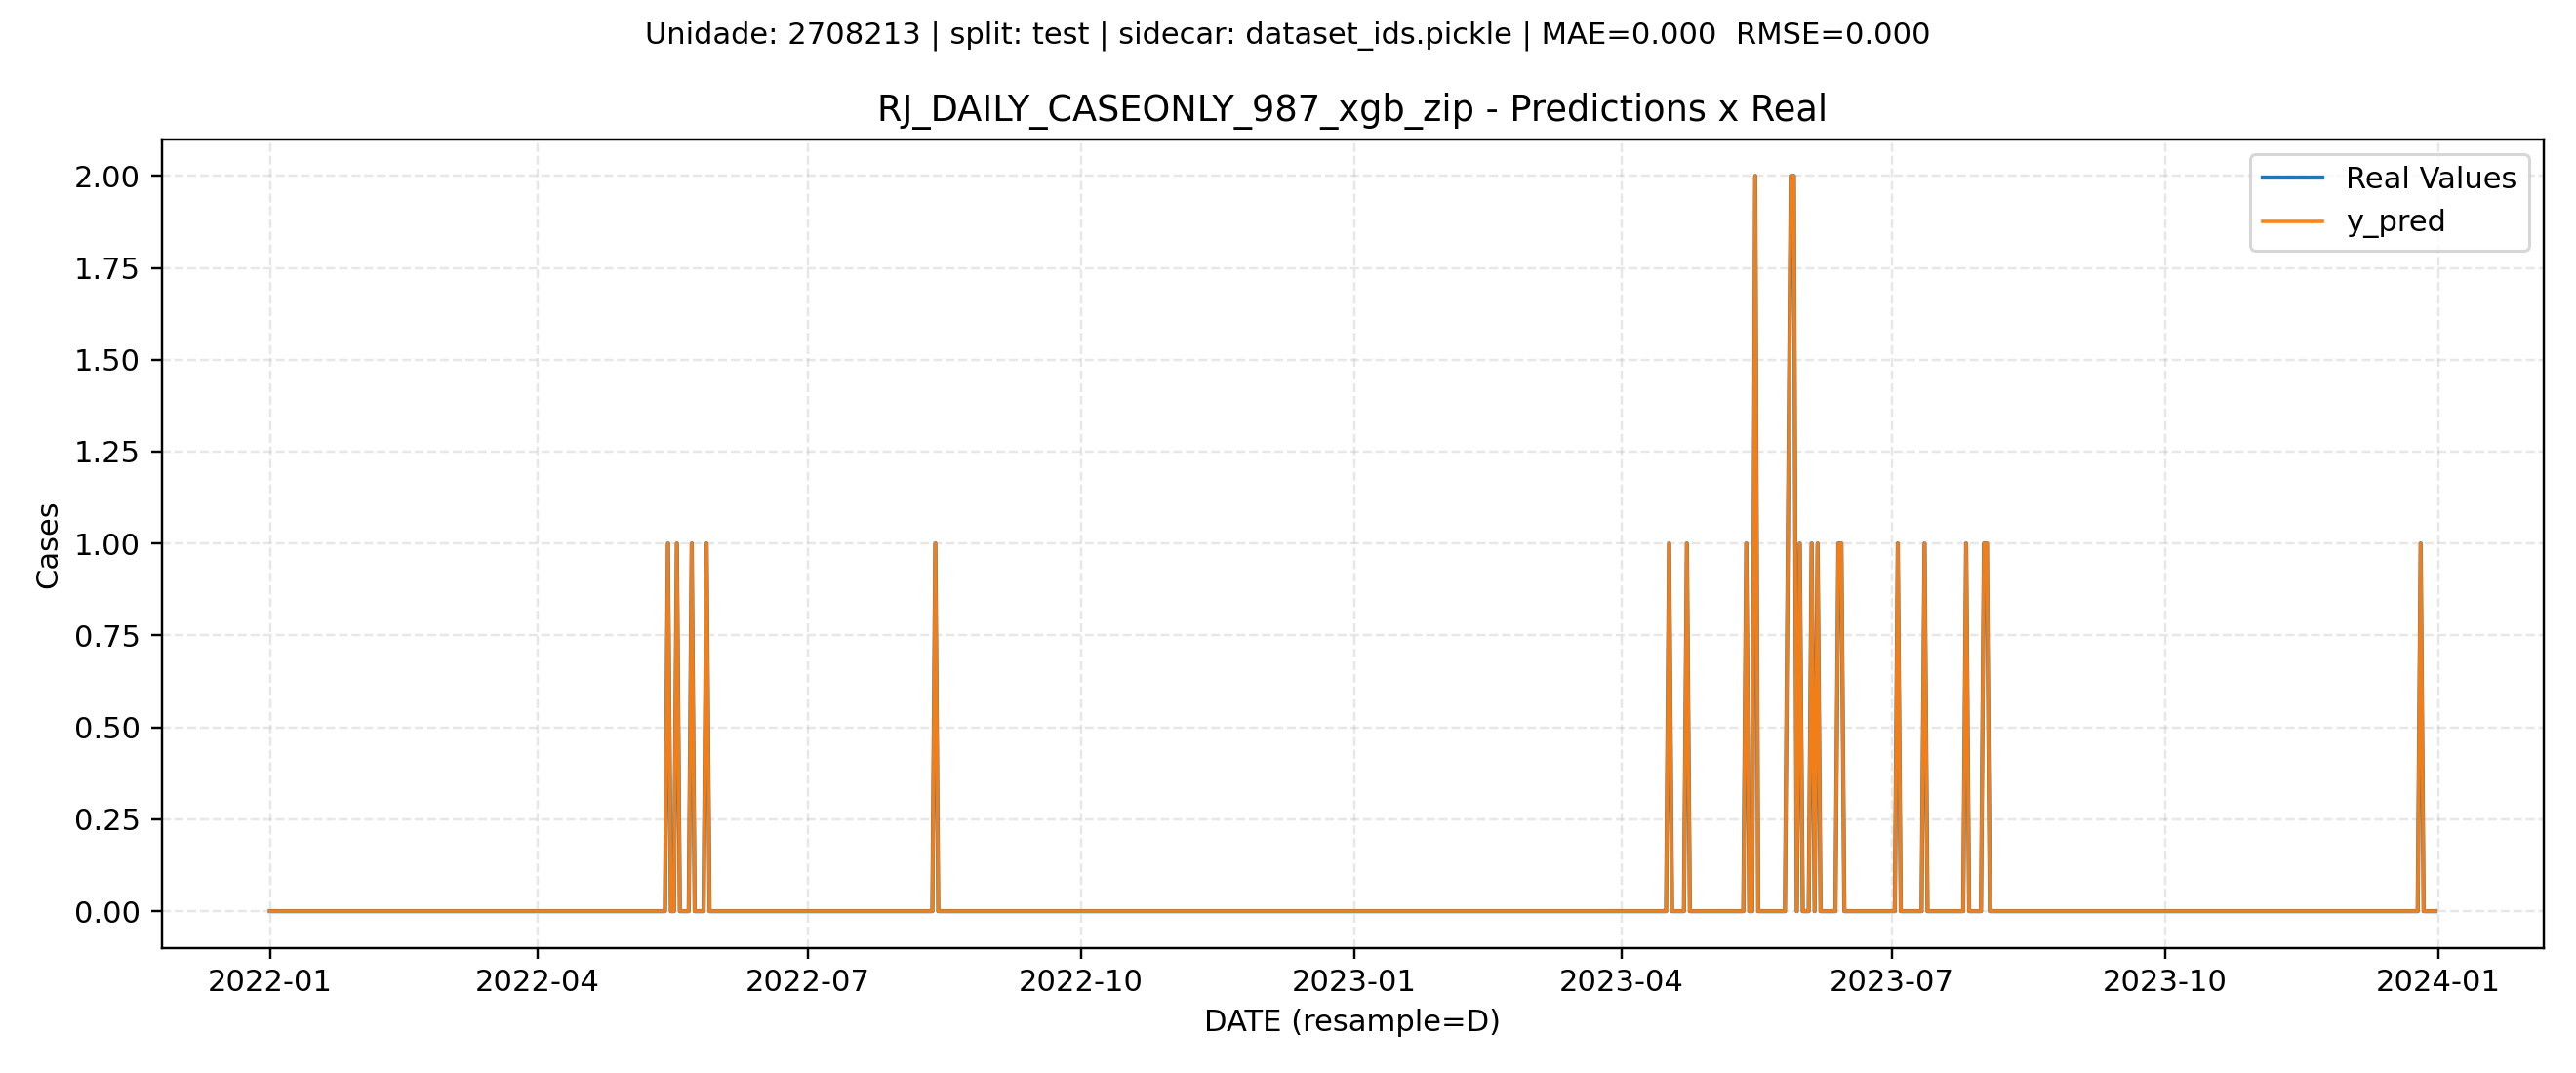 Unidade: 2708213 | split: test | sidecar: dataset_ids.pickle | MAE=0.000  RMSE=0.000
RJ_DAILY_CASEONLY_987_xgb_zip - Predictions x Real
Real Values
y_pred
2.00
1.75
1.50
1.25
1.00
0.75
0.50
0.25
0.00
Cases
2022-01 2022-04 2022-07 2022-10 2023-01 2023-04 2023-07 2023-10 2024-01
DATE (resample=D)